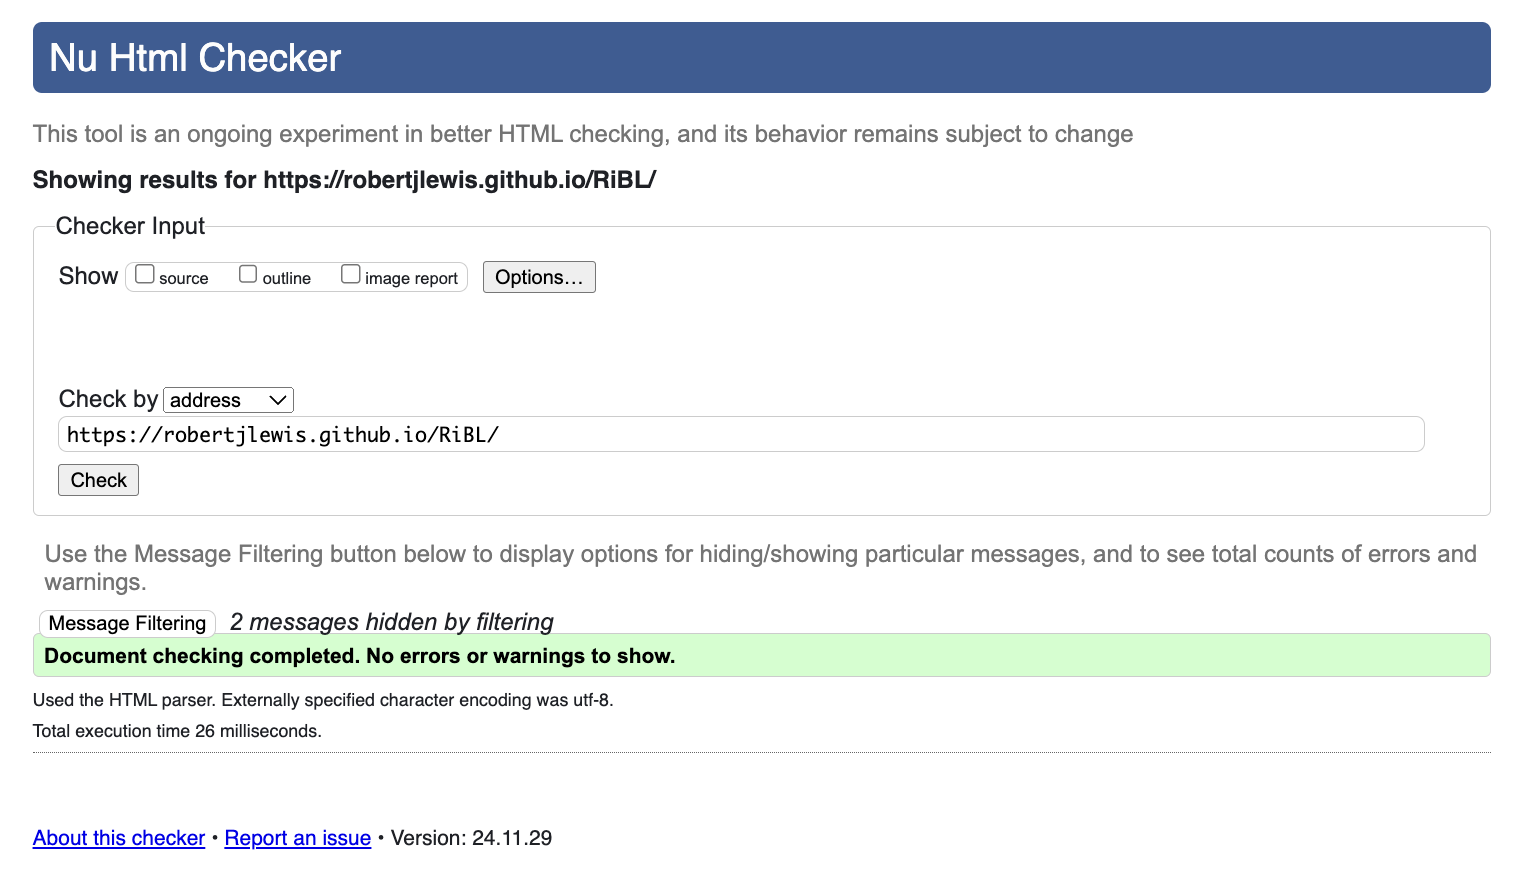 Nu Html Checker
This tool is an ongoing experiment in better HTML checking, and its behavior remains subject to change
Showing results for https://robertjlewis.github.io/RiBL/
Checker Input
Show source outline image report Options…
Check by address
https://robertjlewis.github.io/RiBL/
Check
Use the Message Filtering button below to display options for hiding/showing particular messages, and to see total counts of errors and
warnings.
Message Filtering 2 messages hidden by filtering
Document checking completed. No errors or warnings to show.
Used the HTML parser. Externally specified character encoding was utf-8.
Total execution time 26 milliseconds.
About this checker • Report an issue • Version: 24.11.29